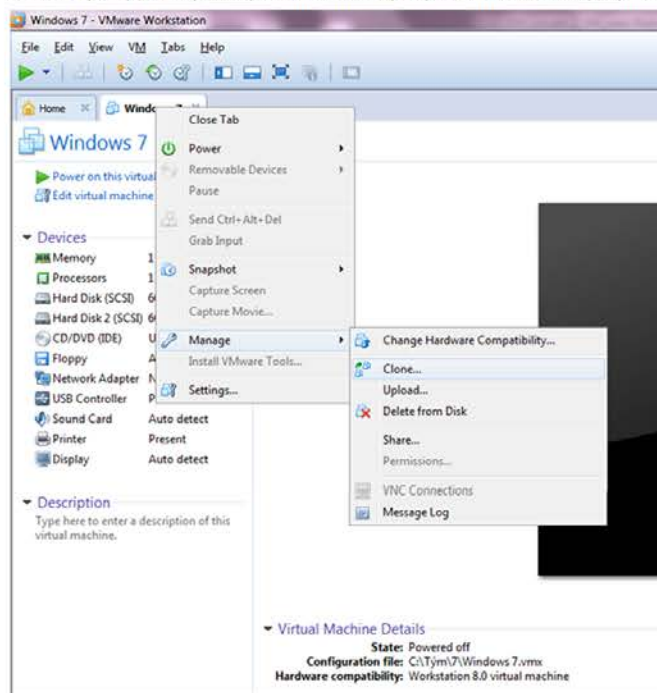 Windows 7 - VMware Workstation
File Edit View VM Tabs Help
Home
Windows 7
Power on this virtual
Edit virtual machine
Close Tab
Power
Removable Devices
Pause
Send Ctrl+Alt+Del
Grab Input
Snapshot
Capture Screen
Capture Movie...
Manage
Install VMware Tools...
Settings...
Change Hardware Compatibility...
Clone...
Upload...
Delete from Disk
Share...
Permissions...
VNC Connections
Message Log
Devices
Memory 1
Processors 1
Hard Disk (SCSI) 6
Hard Disk 2 (SCSI) 6
CD/DVD (IDE) U
Floppy A
Network Adapter N
USB Controller P
Sound Card Auto detect
Printer Present
Display Auto detect
Description
Type here to enter a description of this
virtual machine.
Virtual Machine Details
State: Powered off
Configuration file: C:\Tým\7\Windows 7.vmx
Hardware compatibility: Workstation 8.0 virtual machine